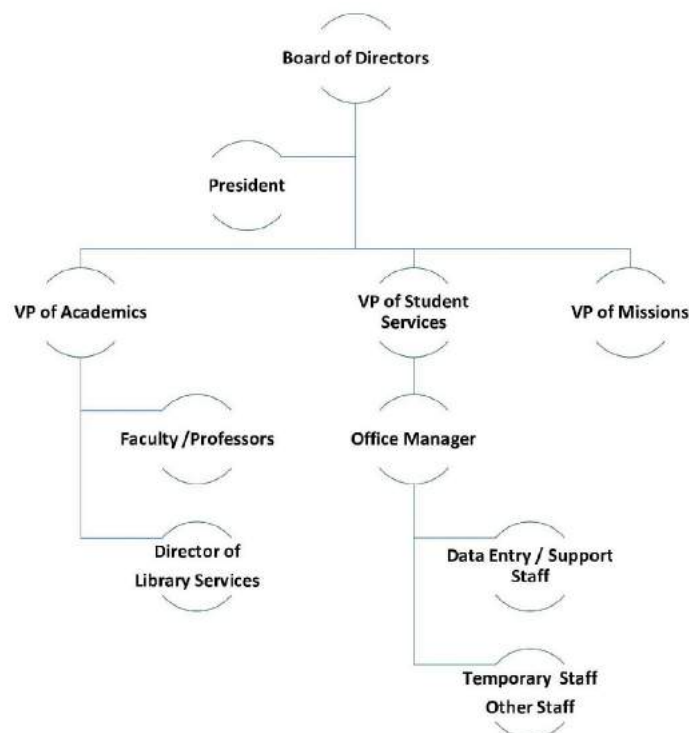 Board of Directors
President
VP of Academics
VP of Student
Services
VP of Missions
Faculty /Professors
Office Manager
Director of
Library Services
Data Entry / Support
Staff
Temporary Staff
Other Staff